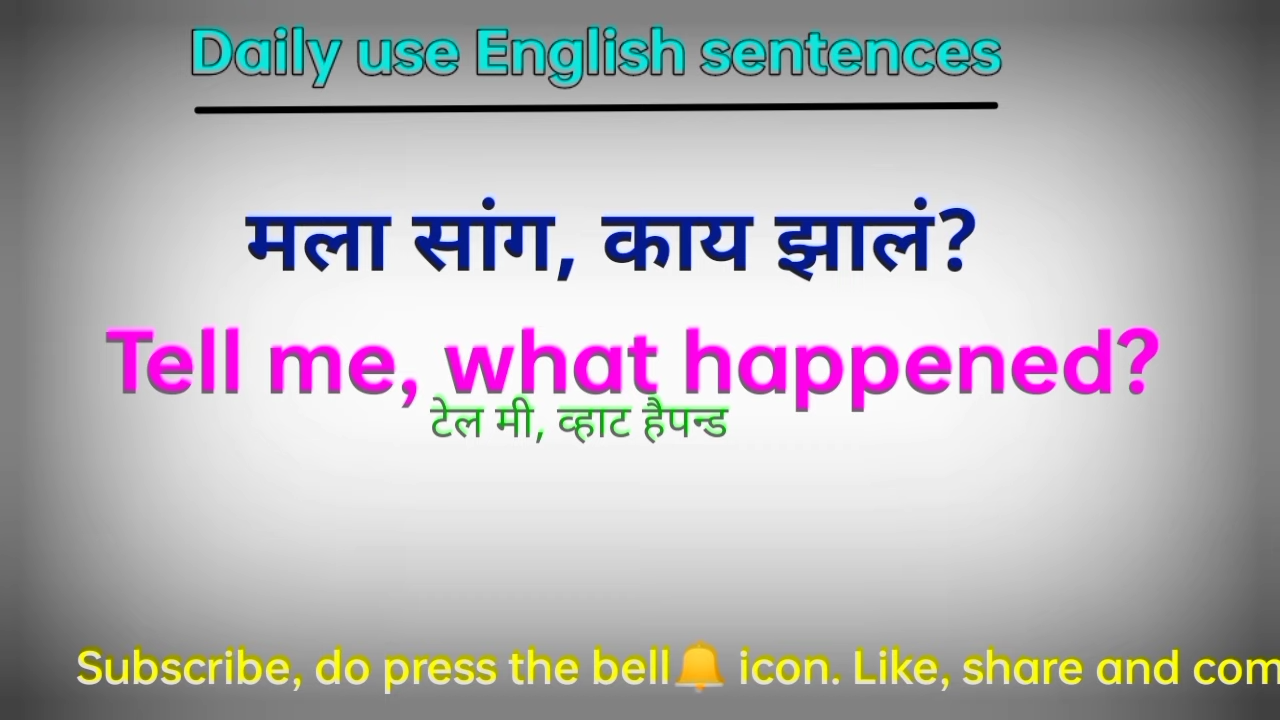 Daily use English sentences
मला सांग, काय झालं?
Tell me, what happened?
टेल मी, व्हाट हैपन्ड
Subscribe, do press the bell🔔 icon. Like, share and com